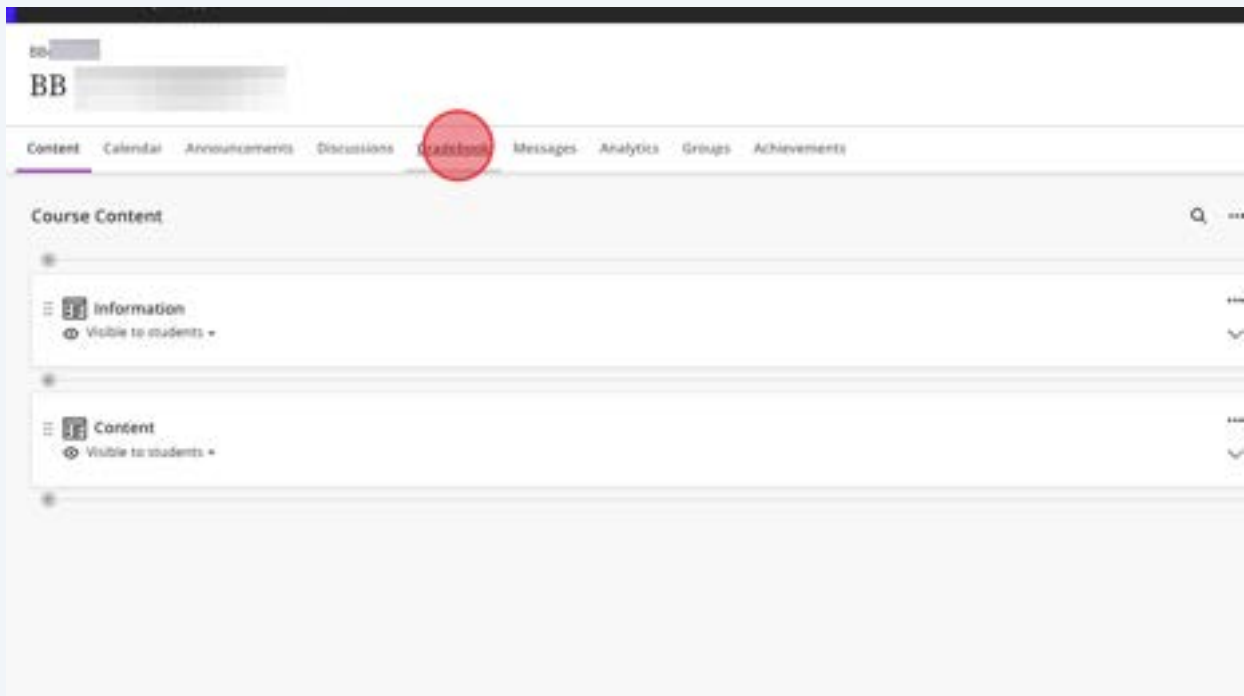 BB
BB
Content Calendar Announcements Discussions Gradebook Messages Analytics Groups Achievements
Course Content
Information
Visible to students
Content
Visible to students